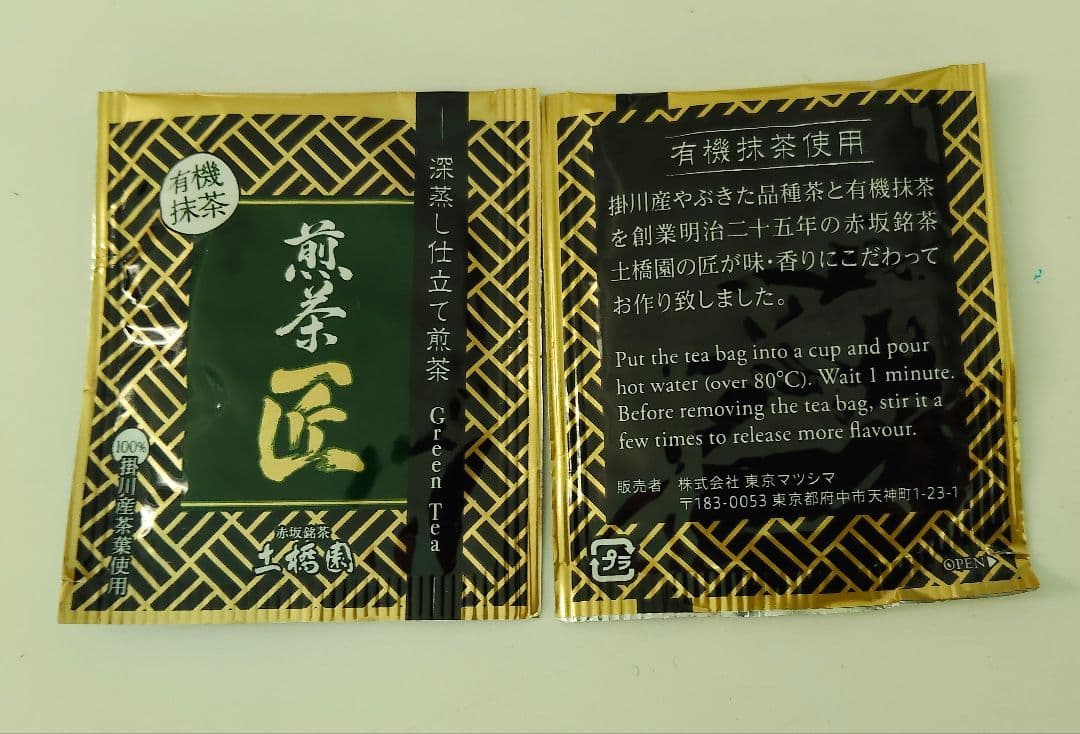 有機
抹茶
煎茶
匠
深蒸し仕立て煎茶 Green Tea
100%
掛川産茶葉使用
赤坂銘茶
土橋園
有機抹茶使用
掛川産やぶきた品種茶と有機抹茶
を創業明治二十五年の赤坂銘茶
土橋園の匠が味・香りにこだわって
お作り致しました。
Put the tea bag into a cup and pour
hot water (over 80°C). Wait 1 minute.
Before removing the tea bag, stir it a
few times to release more flavour.
販売者 株式会社 東京マツシマ
〒183-0053 東京都府中市天神町1-23-1
プラ
OPEN